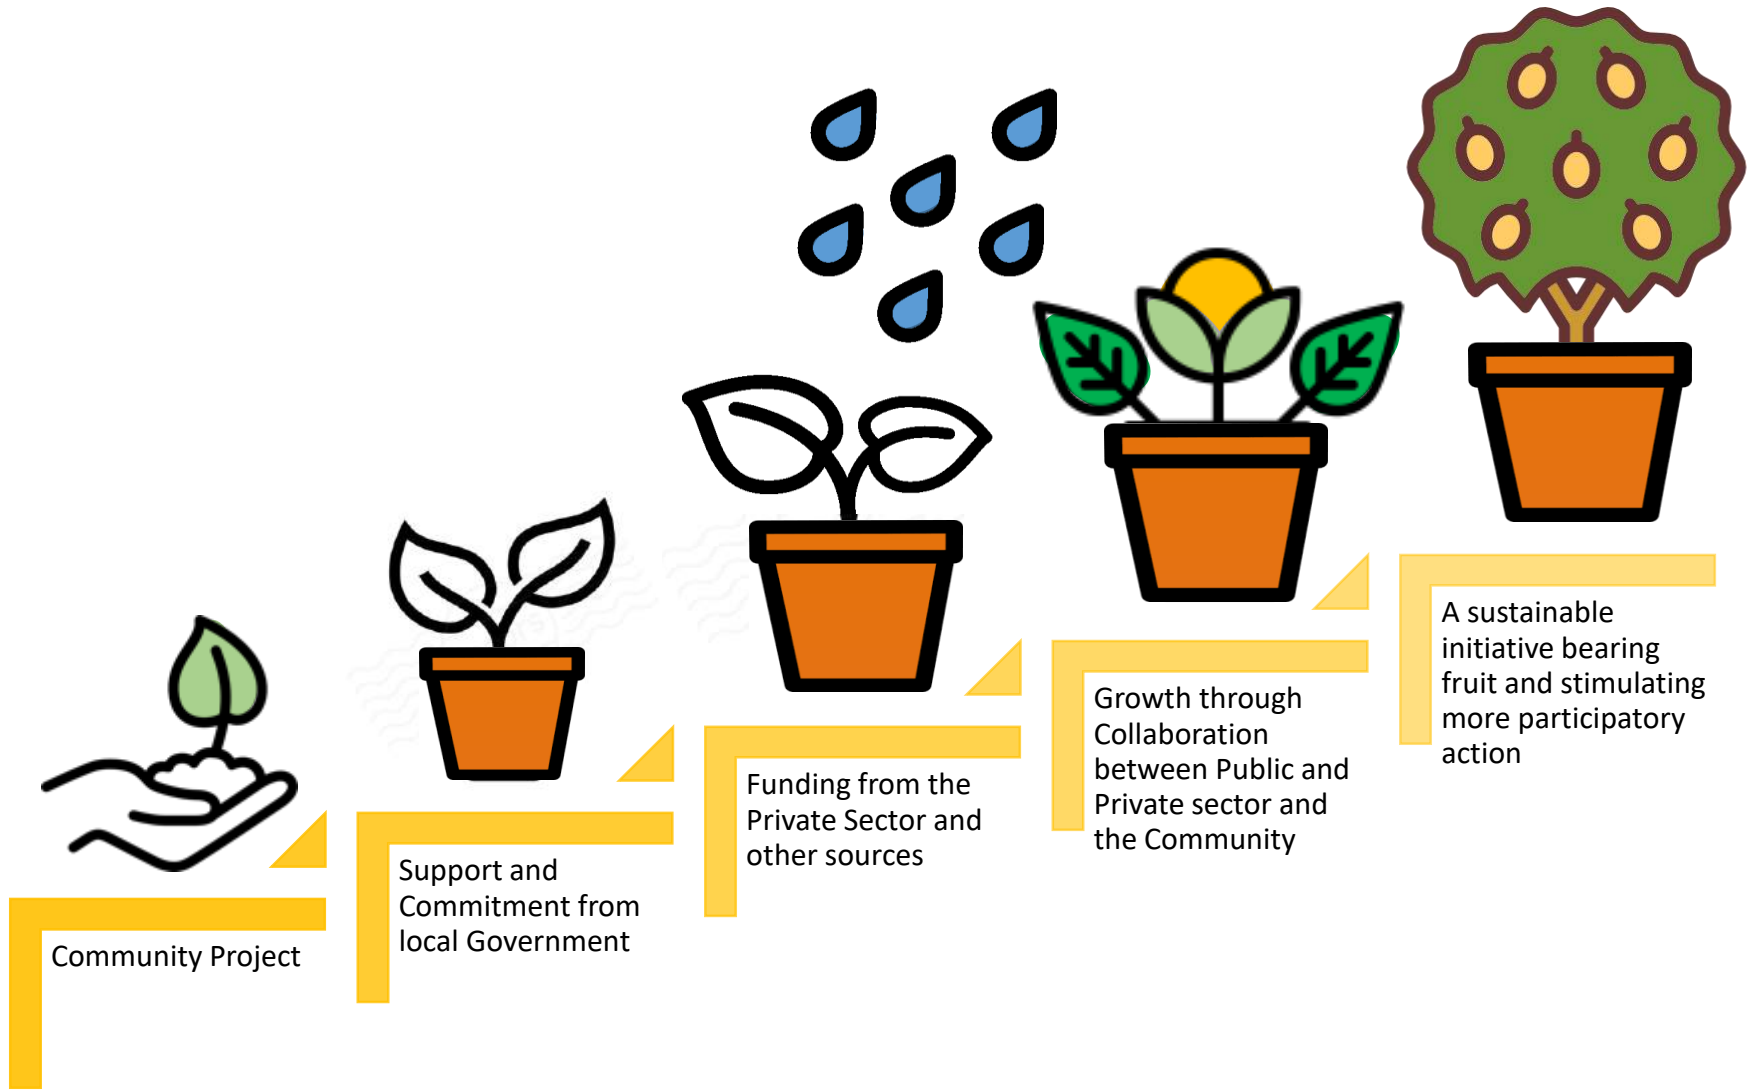 Community Project
Support and
Commitment from
local Government
Funding from the
Private Sector and
other sources
Growth through
Collaboration
between Public and
Private sector and
the Community
A sustainable
initiative bearing
fruit and stimulating
more participatory
action